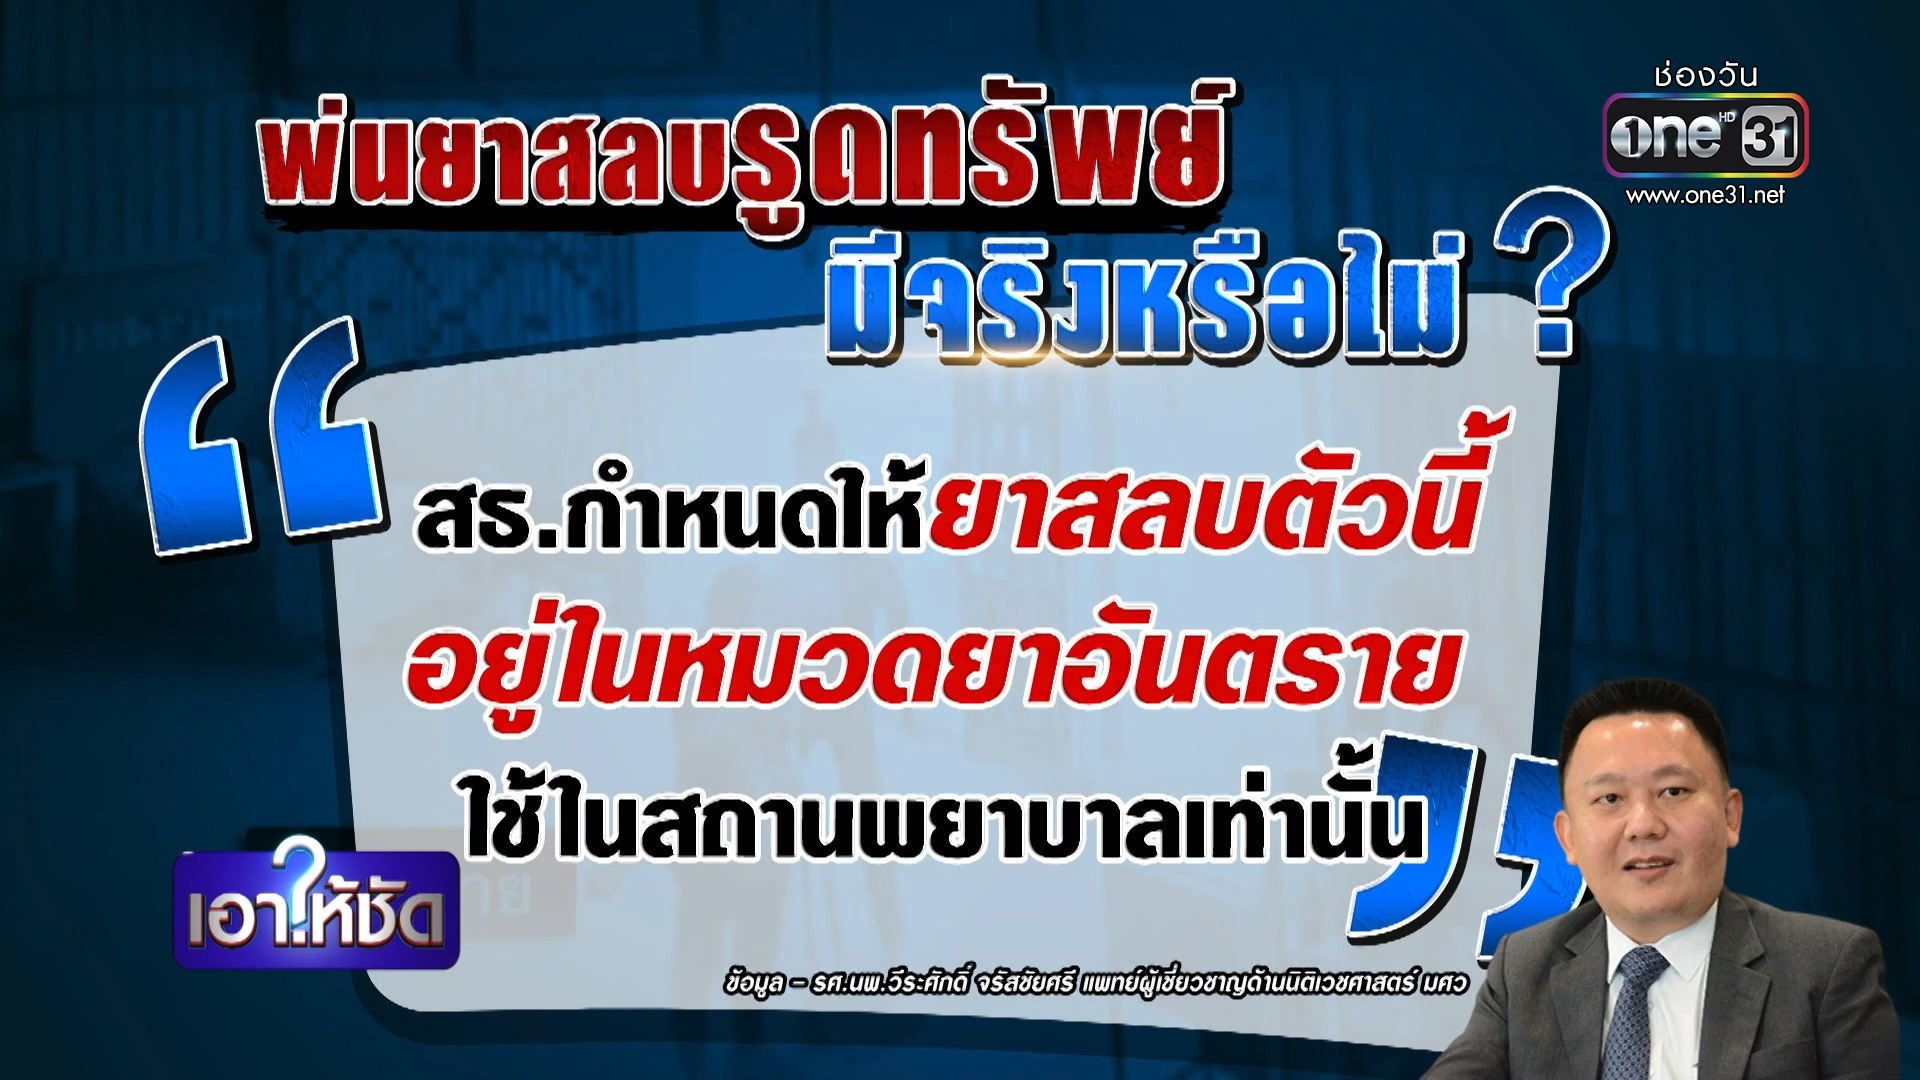 ช่องวัน
one HD 31
www.one31.net
พ่นยาสลบรูดทรัพย์
มีจริงหรือไม่ ?
“
สธ.กำหนดให้ยาสลบตัวนี้
อยู่ในหมวดยาอันตราย
ใช้ในสถานพยาบาลเท่านั้น
”
เอา?ให้ชัด
ข้อมูล - รศ.นพ.วีระศักดิ์ จรัสชัยศรี แพทย์ผู้เชี่ยวชาญด้านนิติเวชศาสตร์ มศว